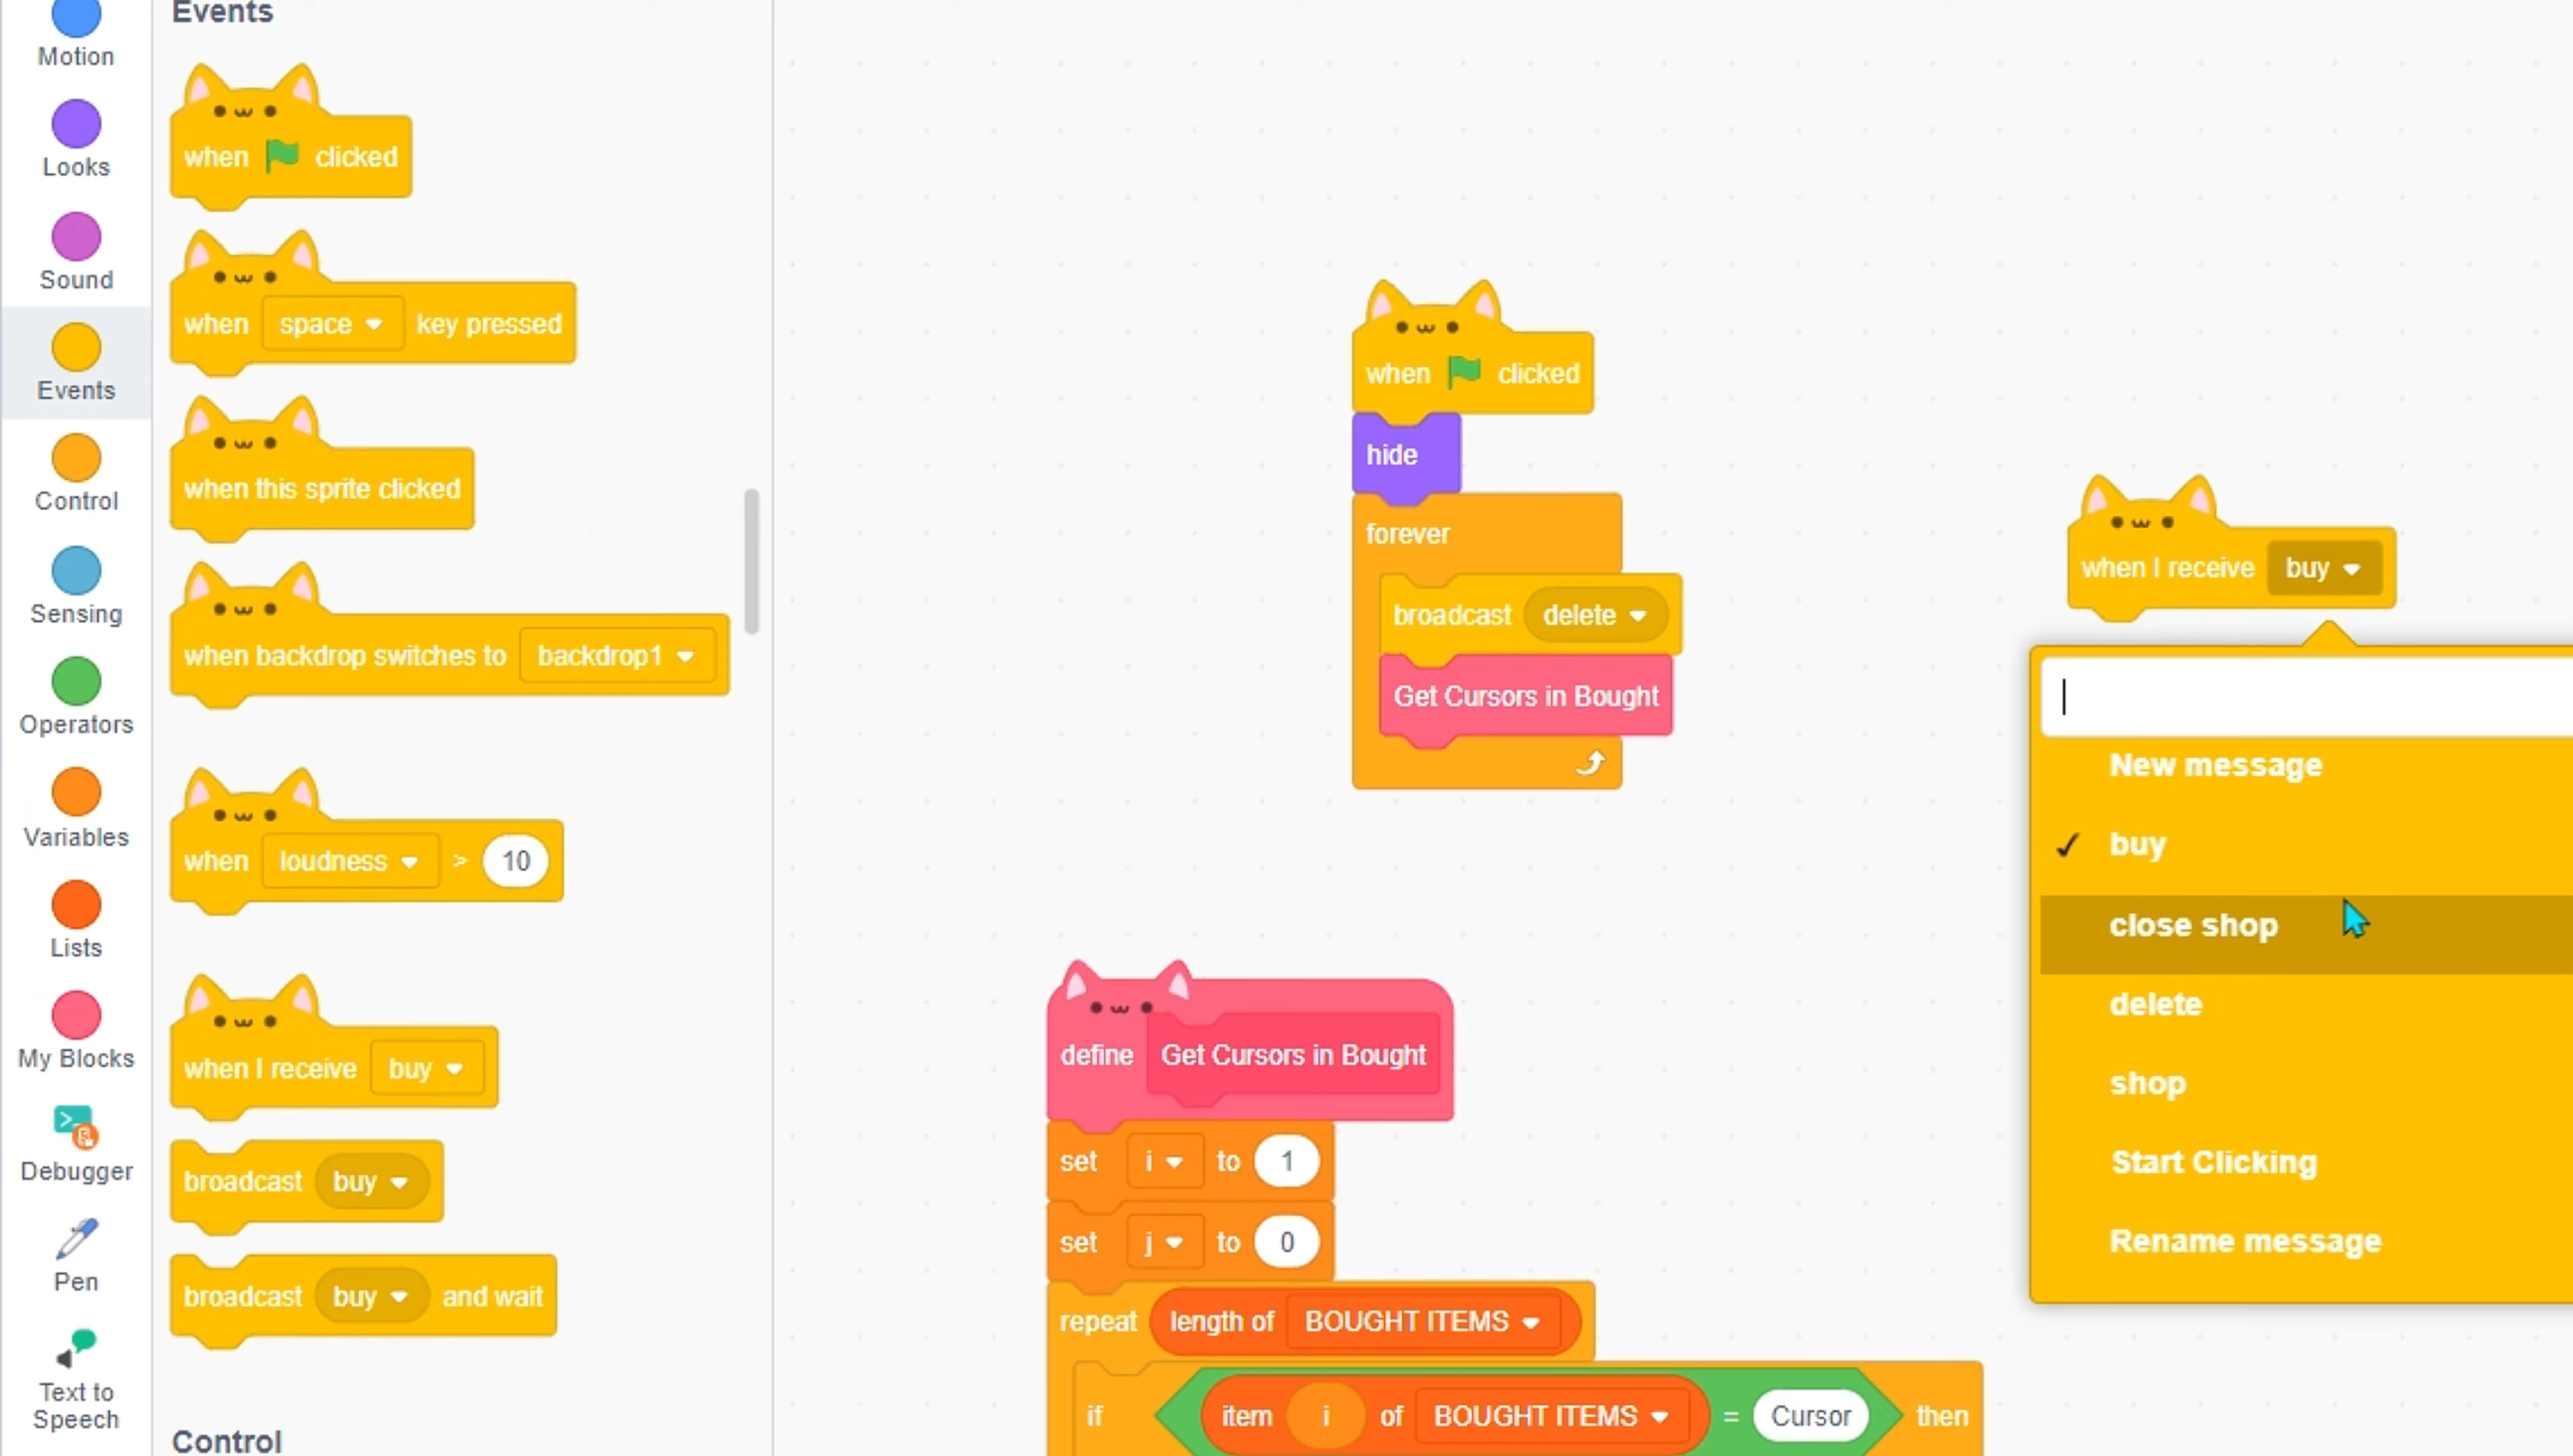 Motion
Looks
Sound
Events
Control
Sensing
Operators
Variables
Lists
My Blocks
Debugger
Pen
Text to
Speech
Events
when clicked
when space key pressed
when this sprite clicked
when backdrop switches to backdrop1
when loudness > 10
when I receive buy
broadcast buy
broadcast buy and wait
Control
when clicked
hide
forever
broadcast delete
Get Cursors in Bought
define Get Cursors in Bought
set i to 1
set j to 0
repeat length of BOUGHT ITEMS
if item i of BOUGHT ITEMS = Cursor then
when I receive buy
New message
✓ buy
close shop
delete
shop
Start Clicking
Rename message